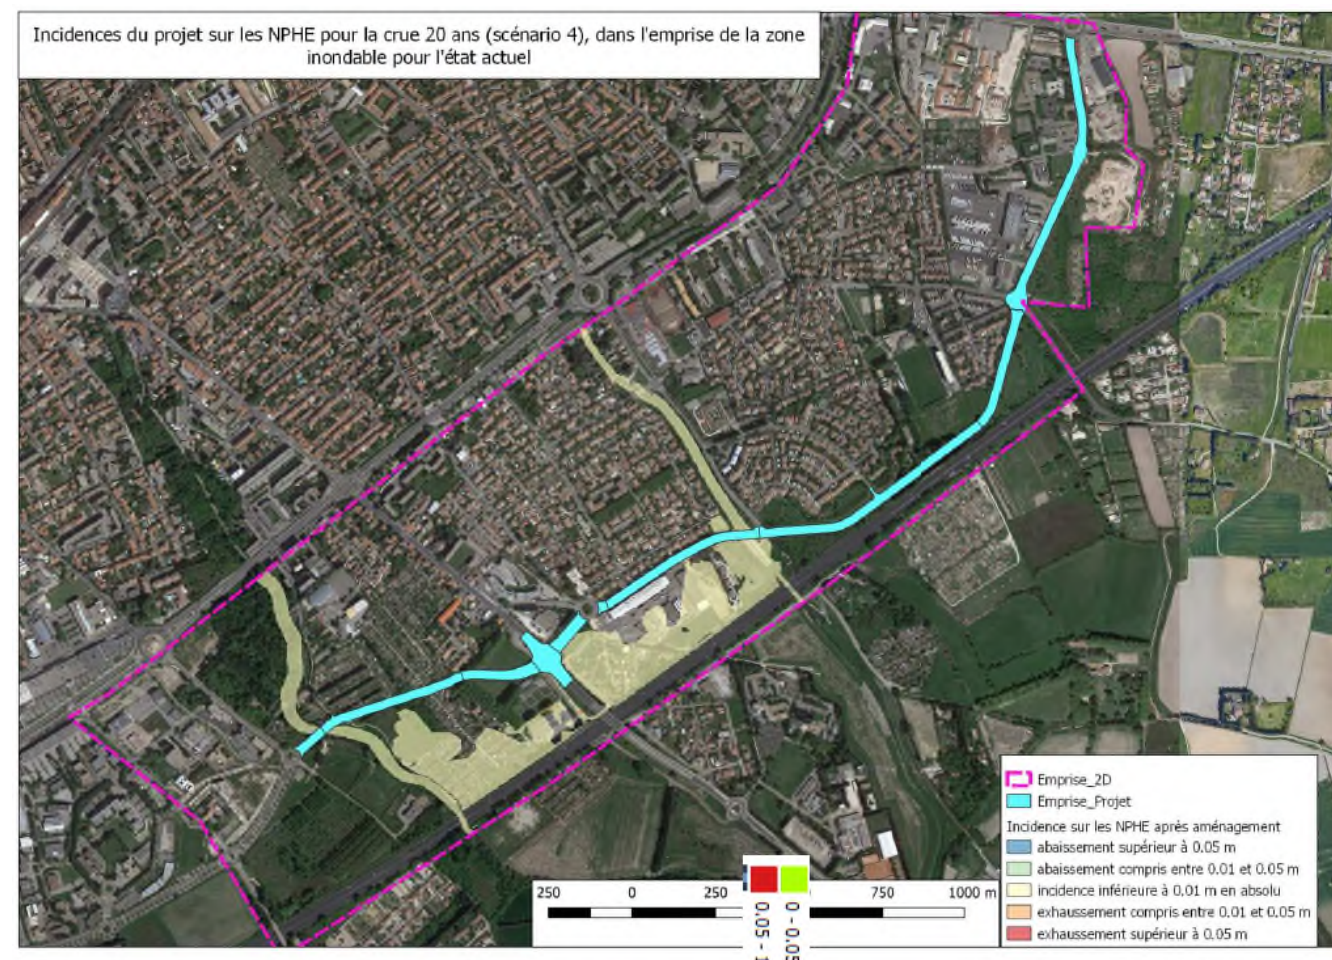 Incidences du projet sur les NPHE pour la crue 20 ans (scénario 4), dans l'emprise de la zone
inondable pour l'état actuel
Emprise_2D
Emprise_Projet
Incidence sur les NPHE après aménagement
abaissement supérieur à 0.05 m
abaissement compris entre 0.01 et 0.05 m
incidence inférieure à 0.01 m en absolu
exhaussement compris entre 0.01 et 0.05 m
exhaussement supérieur à 0.05 m
250 0 250 750 1000 m
0.05 - 1
0 - 0.05